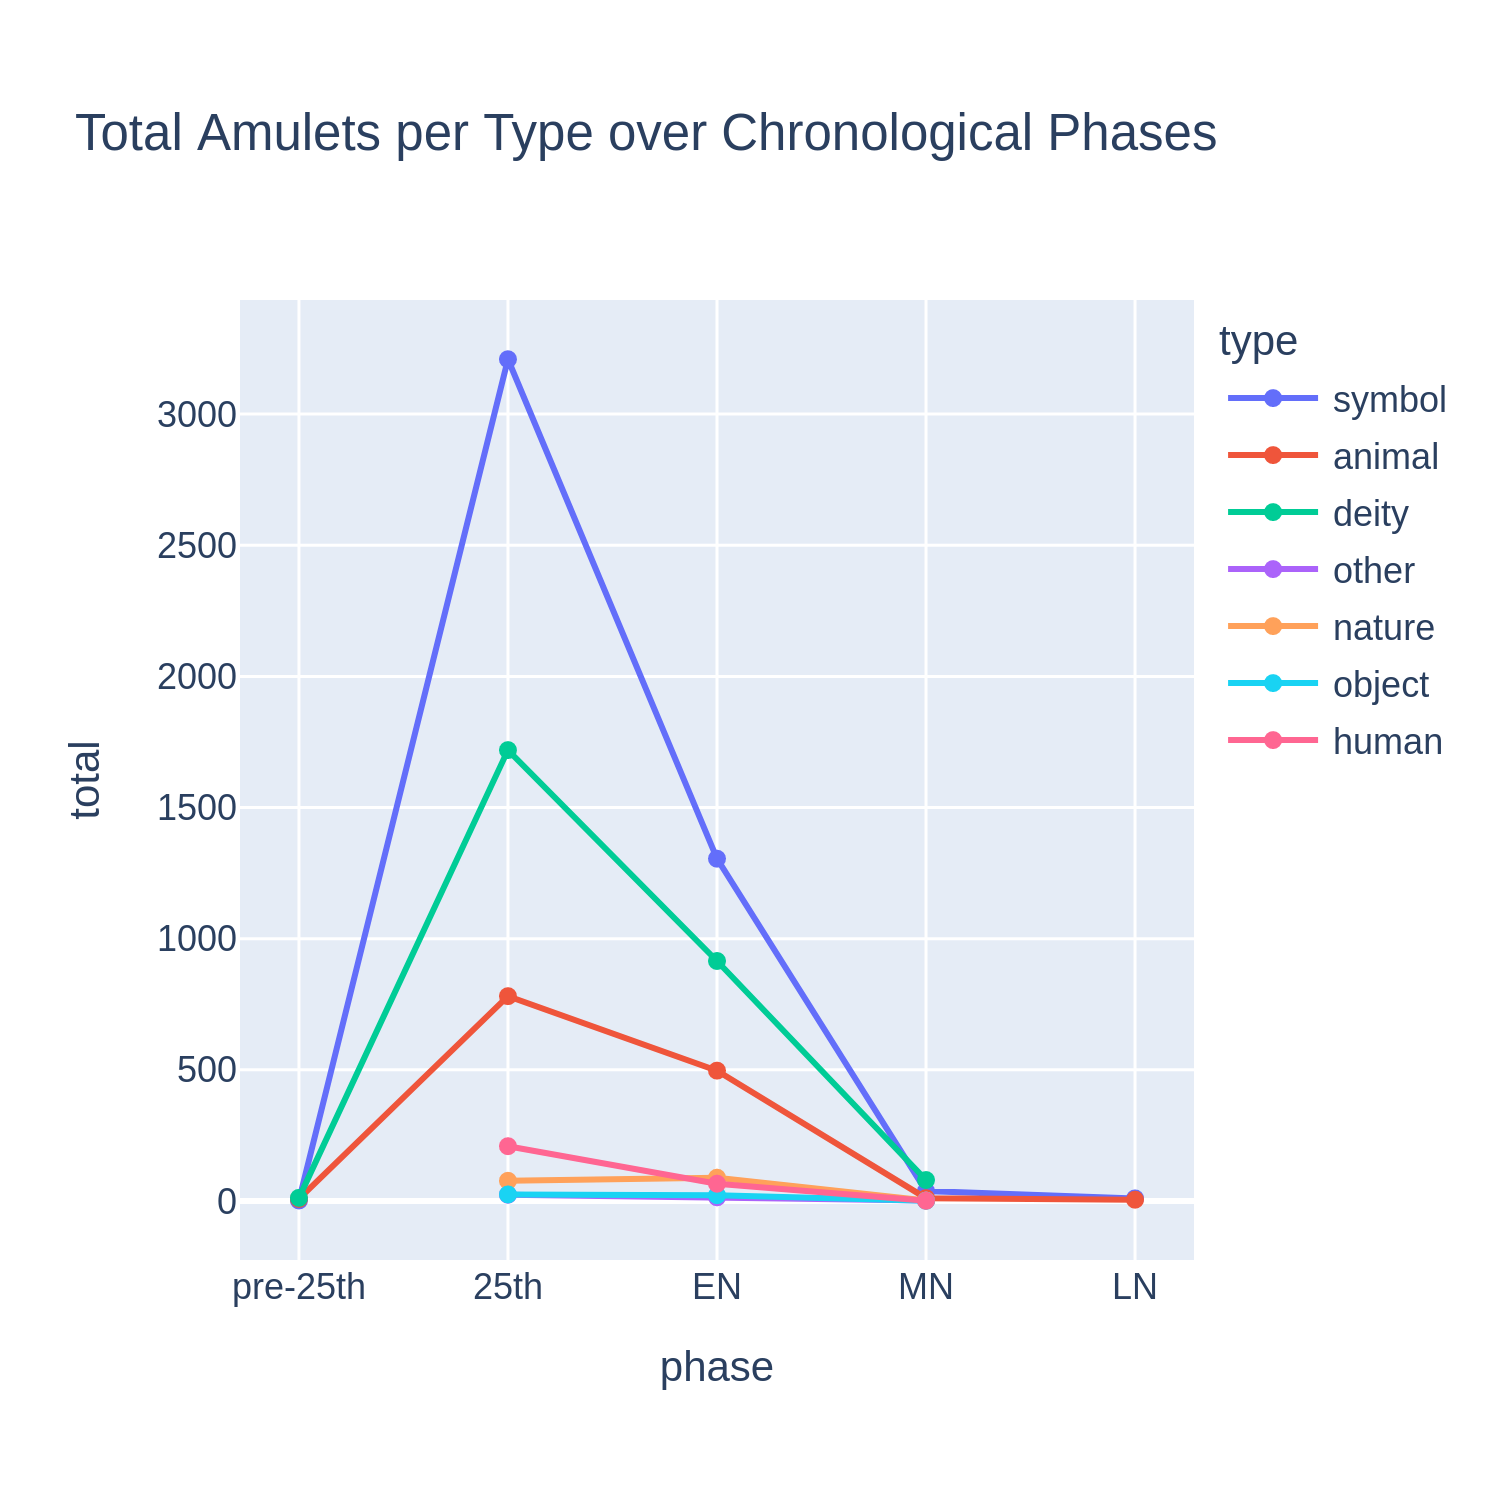 Total Amulets per Type over Chronological Phases
type
symbol
animal
deity
other
nature
object
human
total
3000
2500
2000
1500
1000
500
0
pre-25th
25th
EN
MN
LN
phase